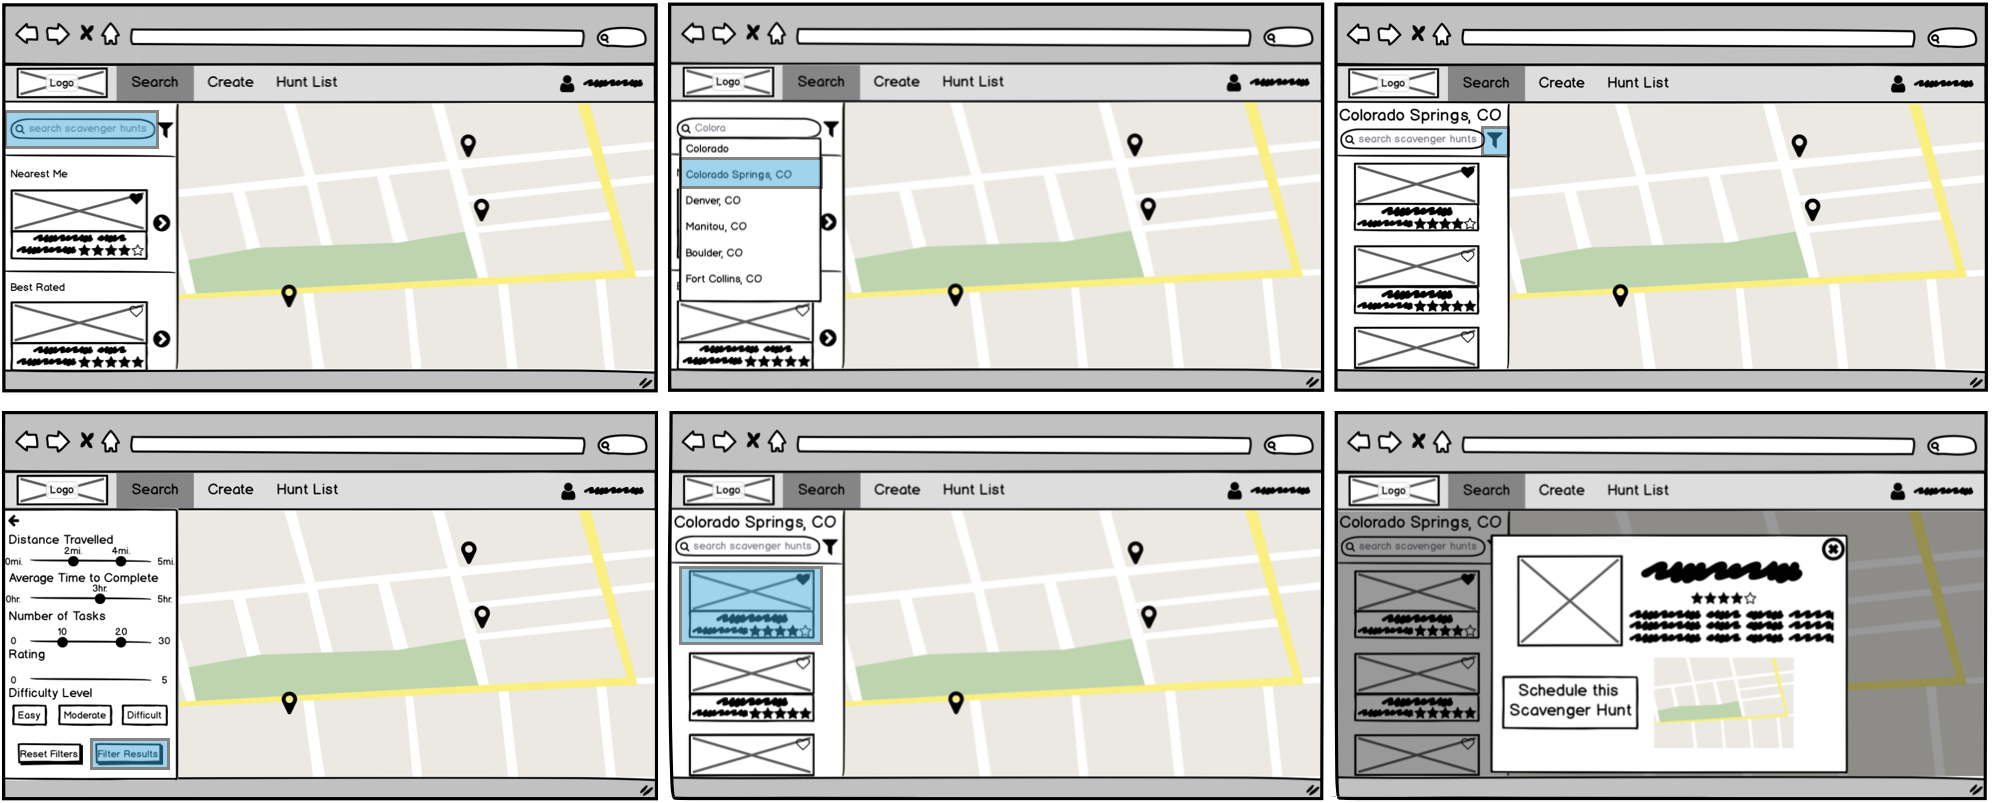 Logo Search Create Hunt List
search scavenger hunts
Nearest Me
Best Rated
Logo Search Create Hunt List
Colora
Colorado
Colorado Springs, CO
Denver, CO
Manitou, CO
Boulder, CO
Fort Collins, CO
Logo Search Create Hunt List
Colorado Springs, CO
search scavenger hunts
Logo Search Create Hunt List
Distance Travelled
2mi. 4mi.
0mi. 5mi.
Average Time to Complete
3hr.
0hr. 5hr.
Number of Tasks
10 20
0 30
Rating
0 5
Difficulty Level
Easy Moderate Difficult
Reset Filters Filter Results
Logo Search Create Hunt List
Colorado Springs, CO
search scavenger hunts
Logo Search Create Hunt List
Colorado Springs, CO
search scavenger hunts
Schedule this
Scavenger Hunt